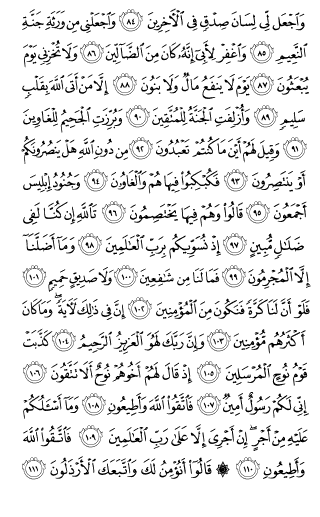 وَٱجْعَل لِّى لِسَانَ صِدْقٍ فِى ٱلْـَٔاخِرِينَ ۝٨٤ وَٱجْعَلْنِى مِن وَرَثَةِ جَنَّةِ
ٱلنَّعِيمِ ۝٨٥ وَٱغْفِرْ لِأَبِىٓ إِنَّهُۥ كَانَ مِنَ ٱلضَّآلِّينَ ۝٨٦ وَلَا تُخْزِنِى يَوْمَ
يُبْعَثُونَ ۝٨٧ يَوْمَ لَا يَنفَعُ مَالٌ وَلَا بَنُونَ ۝٨٨ إِلَّا مَنْ أَتَى ٱللَّهَ بِقَلْبٍ
سَلِيمٍ ۝٨٩ وَأُزْلِفَتِ ٱلْجَنَّةُ لِلْمُتَّقِينَ ۝٩٠ وَبُرِّزَتِ ٱلْجَحِيمُ لِلْغَاوِينَ
۝٩١ وَقِيلَ لَهُمْ أَيْنَ مَا كُنتُمْ تَعْبُدُونَ ۝٩٢ مِن دُونِ ٱللَّهِ هَلْ يَنصُرُونَكُمْ
أَوْ يَنتَصِرُونَ ۝٩٣ فَكُبْكِبُوا۟ فِيهَا هُمْ وَٱلْغَاوُۥنَ ۝٩٤ وَجُنُودُ إِبْلِيسَ
أَجْمَعُونَ ۝٩٥ قَالُوا۟ وَهُمْ فِيهَا يَخْتَصِمُونَ ۝٩٦ تَٱللَّهِ إِن كُنَّا لَفِى
ضَلَـٰلٍ مُّبِينٍ ۝٩٧ إِذْ نُسَوِّيكُم بِرَبِّ ٱلْعَـٰلَمِينَ ۝٩٨ وَمَآ أَضَلَّنَآ
إِلَّا ٱلْمُجْرِمُونَ ۝٩٩ فَمَا لَنَا مِن شَـٰفِعِينَ ۝١٠٠ وَلَا صَدِيقٍ حَمِيمٍ ۝١٠١
فَلَوْ أَنَّ لَنَا كَرَّةً فَنَكُونَ مِنَ ٱلْمُؤْمِنِينَ ۝١٠٢ إِنَّ فِى ذَٰلِكَ لَـَٔايَةً ۖ وَمَا كَانَ
أَكْثَرُهُم مُّؤْمِنِينَ ۝١٠٣ وَإِنَّ رَبَّكَ لَهُوَ ٱلْعَزِيزُ ٱلرَّحِيمُ ۝١٠٤ كَذَّبَتْ
قَوْمُ نُوحٍ ٱلْمُرْسَلِينَ ۝١٠٥ إِذْ قَالَ لَهُمْ أَخُوهُمْ نُوحٌ أَلَا تَتَّقُونَ ۝١٠٦
إِنِّى لَكُمْ رَسُولٌ أَمِينٌ ۝١٠٧ فَٱتَّقُوا۟ ٱللَّهَ وَأَطِيعُونِ ۝١٠٨ وَمَآ أَسْـَٔلُكُمْ
عَلَيْهِ مِنْ أَجْرٍ ۖ إِنْ أَجْرِىَ إِلَّا عَلَىٰ رَبِّ ٱلْعَـٰلَمِينَ ۝١٠٩ فَٱتَّقُوا۟ ٱللَّهَ
وَأَطِيعُونِ ۝١١٠ ۞ قَالُوٓا۟ أَنُؤْمِنُ لَكَ وَٱتَّبَعَكَ ٱلْأَرْذَلُونَ ۝١١١